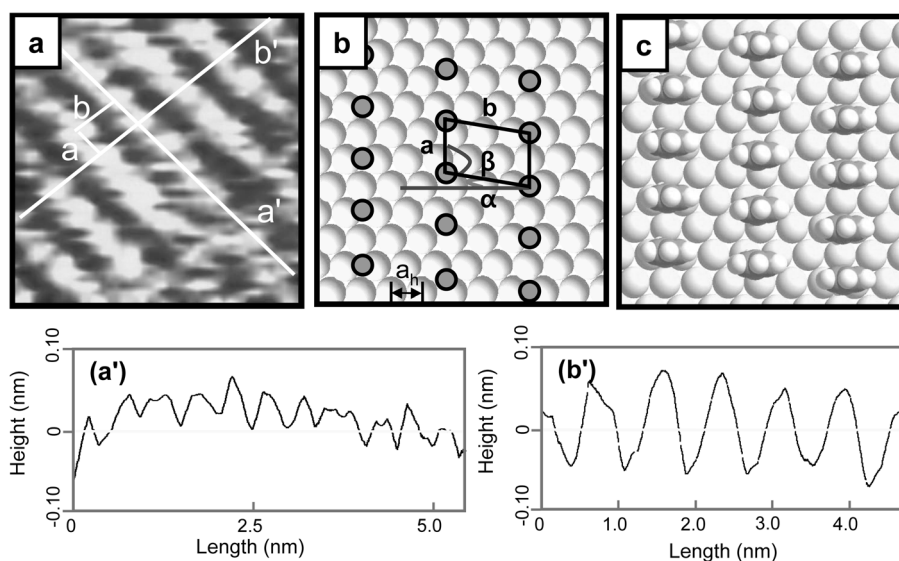 a
b'
b
a
a'
b
b
a
β
α
aₕ
c
(a')
Height (nm)
0.10
0
-0.10
0
2.5
5.0
Length (nm)
(b')
Height (nm)
0.10
0
-0.10
0
1.0
2.0
3.0
4.0
Length (nm)